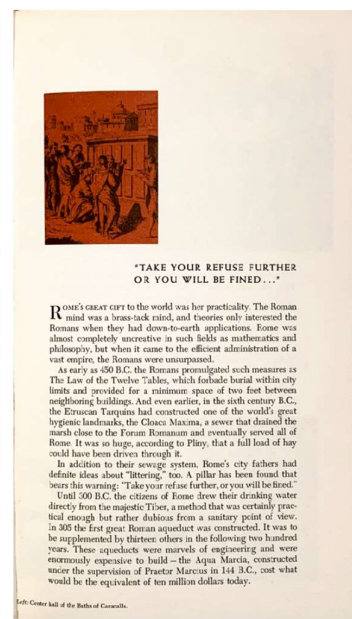 "TAKE YOUR REFUSE FURTHER
OR YOU WILL BE FINED..."
ROME'S GREAT GIFT to the world was her practicality. The Roman
mind was a brass-tack mind, and theories only interested the
Romans when they had down-to-earth applications. Rome was
almost completely uncreative in such fields as mathematics and
philosophy, but when it came to the efficient administration of a
vast empire, the Romans were unsurpassed.
As early as 450 B.C. the Romans promulgated such measures as
The Law of the Twelve Tables, which forbade burial within city
limits and provided for a minimum space of two feet between
neighboring buildings. And even earlier, in the sixth century B.C.,
the Etruscan Tarquins had constructed one of the world's great
hygienic landmarks, the Cloaca Maxima, a sewer that drained the
marsh close to the Forum Romanum and eventually served all of
Rome. It was so huge, according to Pliny, that a full load of hay
could have been driven through it.
In addition to their sewage system, Rome's city fathers had
definite ideas about "littering," too. A pillar has been found that
bears this warning: "Take your refuse further, or you will be fined."
Until 300 B.C. the citizens of Rome drew their drinking water
directly from the majestic Tiber, a method that was certainly prac-
tical enough but rather dubious from a sanitary point of view.
In 305 the first great Roman aqueduct was constructed. It was to
be supplemented by thirteen others in the following two hundred
years. These aqueducts were marvels of engineering and were
enormously expensive to build — the Aqua Marcia, constructed
under the supervision of Praetor Marcius in 144 B.C., cost what
would be the equivalent of ten million dollars today.
Left: Center hall of the Baths of Caracalla.